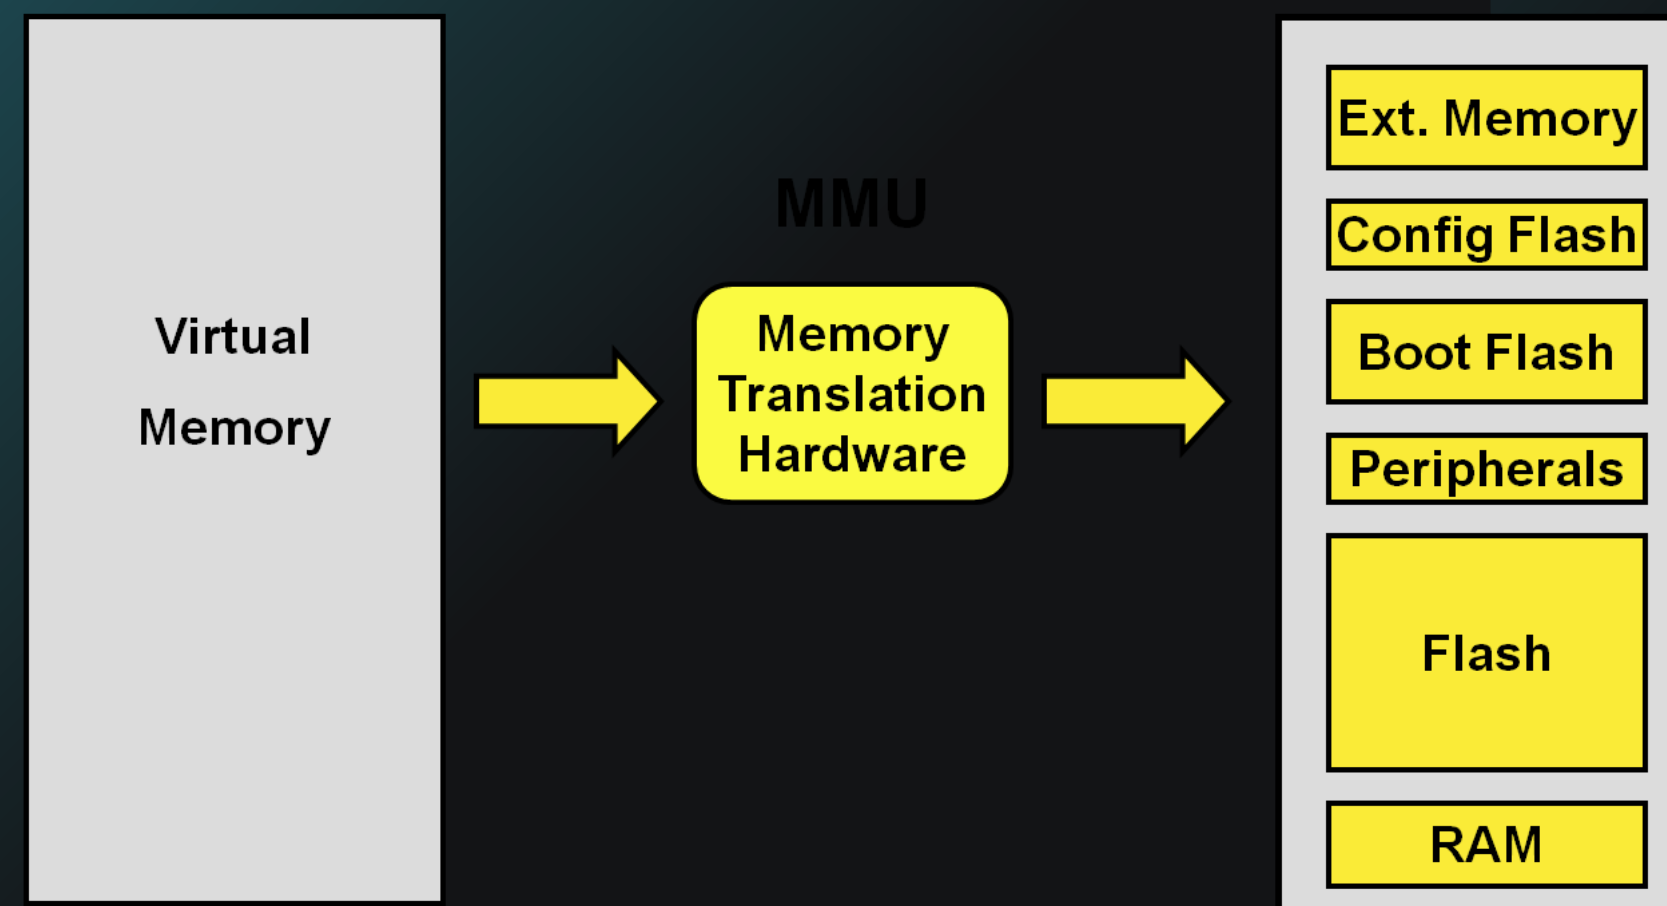 Virtual
Memory
MMU
Memory
Translation
Hardware
Ext. Memory
Config Flash
Boot Flash
Peripherals
Flash
RAM